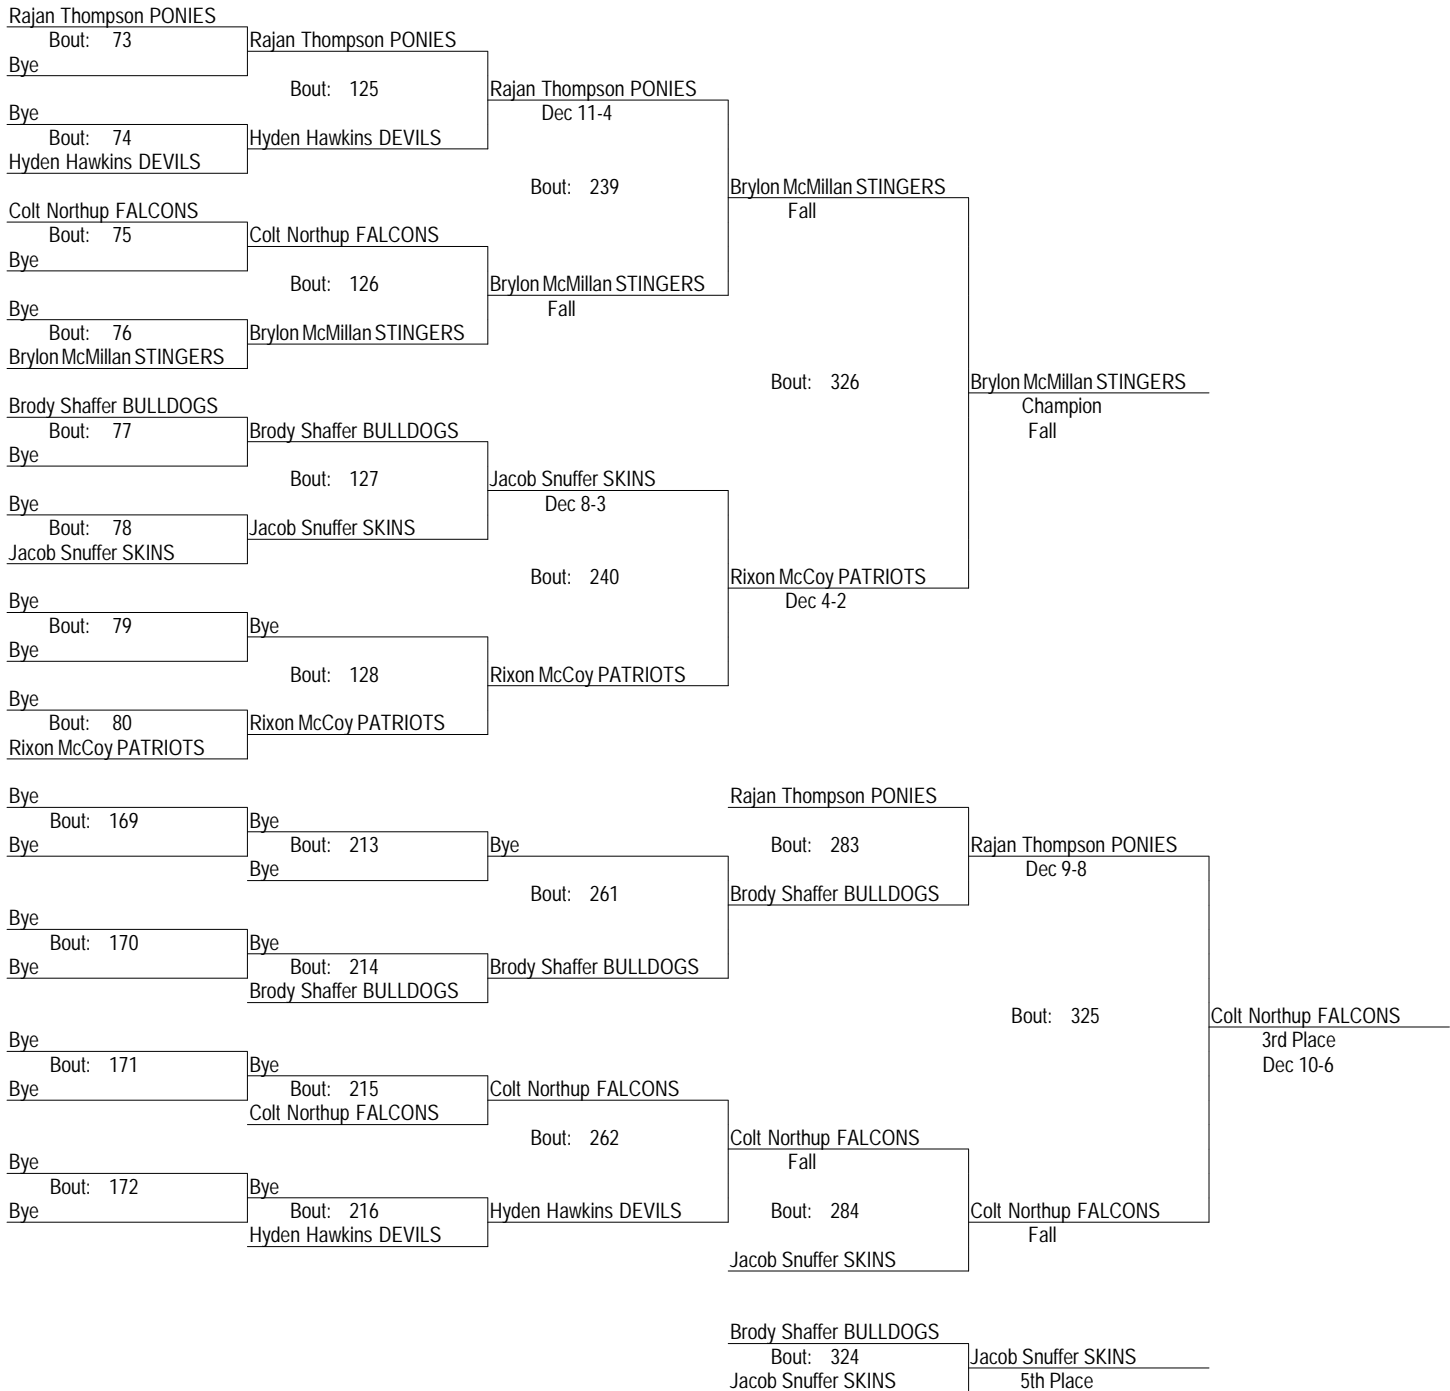 Rajan Thompson PONIES
Bout: 73 Rajan Thompson PONIES
Bye
Bout: 125 Rajan Thompson PONIES
Bye Dec 11-4
Bout: 74 Hyden Hawkins DEVILS
Hyden Hawkins DEVILS
Bout: 239 Brylon McMillan STINGERS
Colt Northup FALCONS Fall
Bout: 75 Colt Northup FALCONS
Bye
Bout: 126 Brylon McMillan STINGERS
Bye Fall
Bout: 76 Brylon McMillan STINGERS
Brylon McMillan STINGERS
Bout: 326 Brylon McMillan STINGERS
Brody Shaffer BULLDOGS Champion
Bout: 77 Brody Shaffer BULLDOGS Fall
Bye
Bout: 127 Jacob Snuffer SKINS
Bye Dec 8-3
Bout: 78 Jacob Snuffer SKINS
Jacob Snuffer SKINS
Bout: 240 Rixon McCoy PATRIOTS
Bye Dec 4-2
Bout: 79 Bye
Bye
Bout: 128 Rixon McCoy PATRIOTS
Bye
Bout: 80 Rixon McCoy PATRIOTS
Rixon McCoy PATRIOTS
Bye Rajan Thompson PONIES
Bout: 169 Bye
Bye Bout: 213 Bye Bout: 283 Rajan Thompson PONIES
Bye Dec 9-8
Bout: 261 Brody Shaffer BULLDOGS
Bye
Bout: 170 Bye
Bye Bout: 214 Brody Shaffer BULLDOGS
Brody Shaffer BULLDOGS
Bout: 325 Colt Northup FALCONS
Bye 3rd Place
Bout: 171 Bye Dec 10-6
Bye Bout: 215 Colt Northup FALCONS
Colt Northup FALCONS
Bout: 262 Colt Northup FALCONS
Bye Fall
Bout: 172 Bye
Bye Bout: 216 Hyden Hawkins DEVILS Bout: 284 Colt Northup FALCONS
Hyden Hawkins DEVILS Fall
Jacob Snuffer SKINS
Brody Shaffer BULLDOGS
Bout: 324 Jacob Snuffer SKINS
Jacob Snuffer SKINS 5th Place